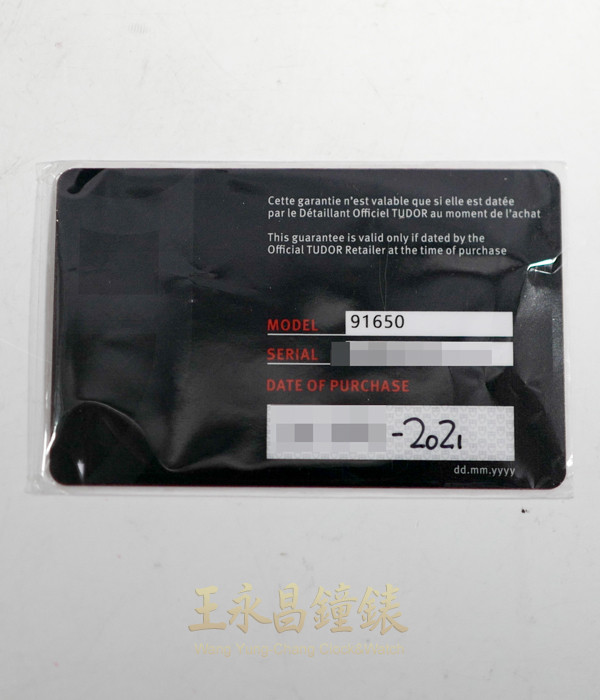 Cette garantie n'est valable que si elle est datée
par le Détaillant Officiel TUDOR au moment de l'achat
This guarantee is valid only if dated by the
Official TUDOR Retailer at the time of purchase
MODEL 91650
SERIAL
DATE OF PURCHASE
-2021
dd.mm.yyyy
王永昌鐘錶